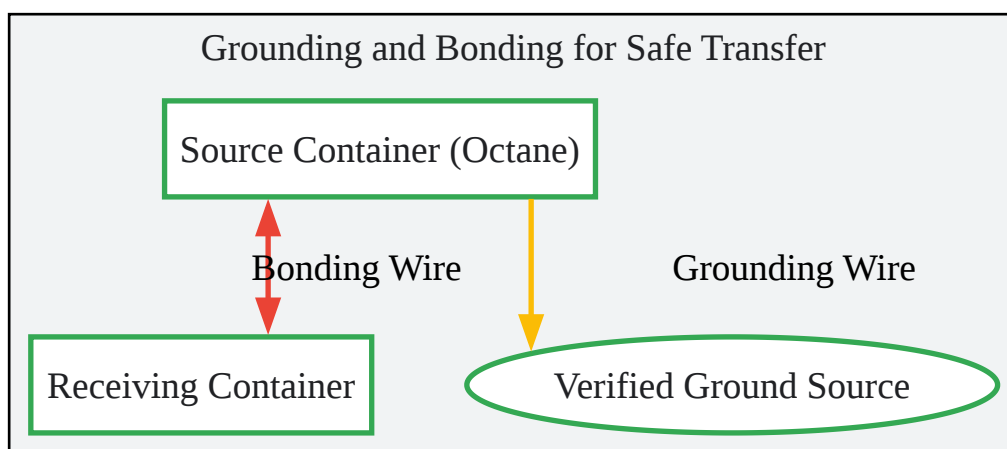 Grounding and Bonding for Safe Transfer
Source Container (Octane)
Bonding Wire
Grounding Wire
Receiving Container
Verified Ground Source